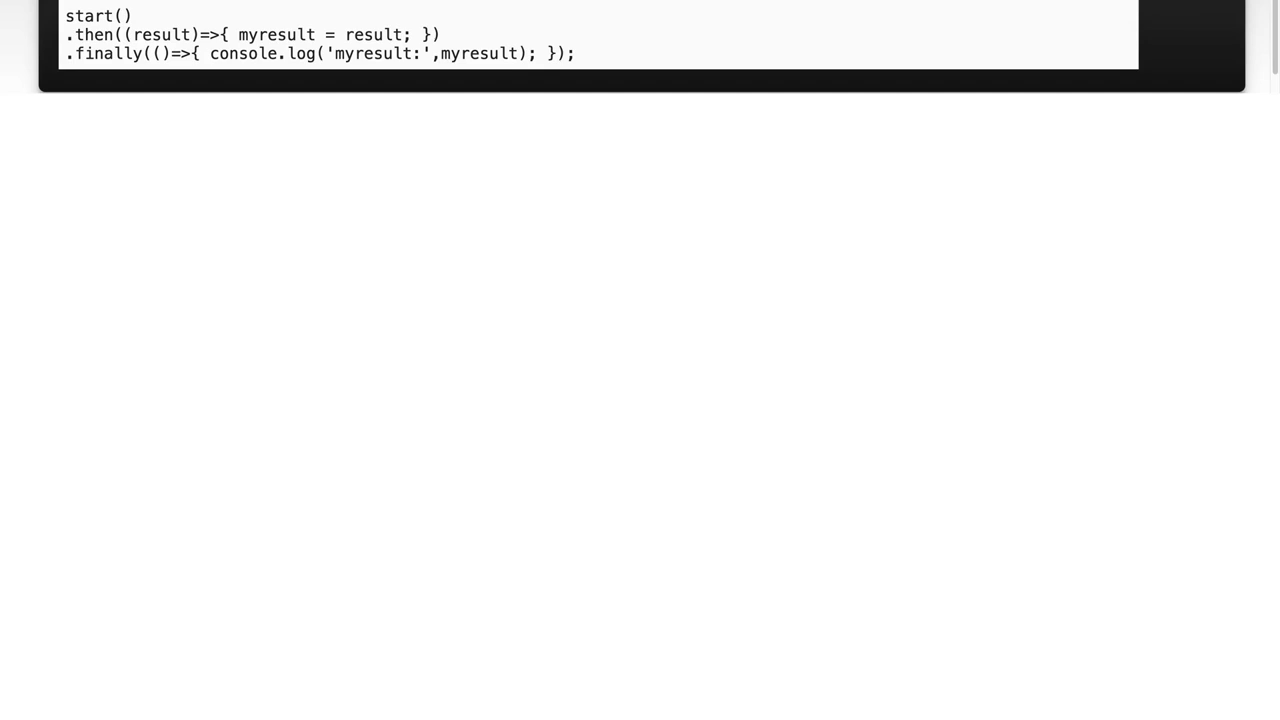 start()
.then((result)=>{ myresult = result; })
.finally(()=>{ console.log('myresult:',myresult); });